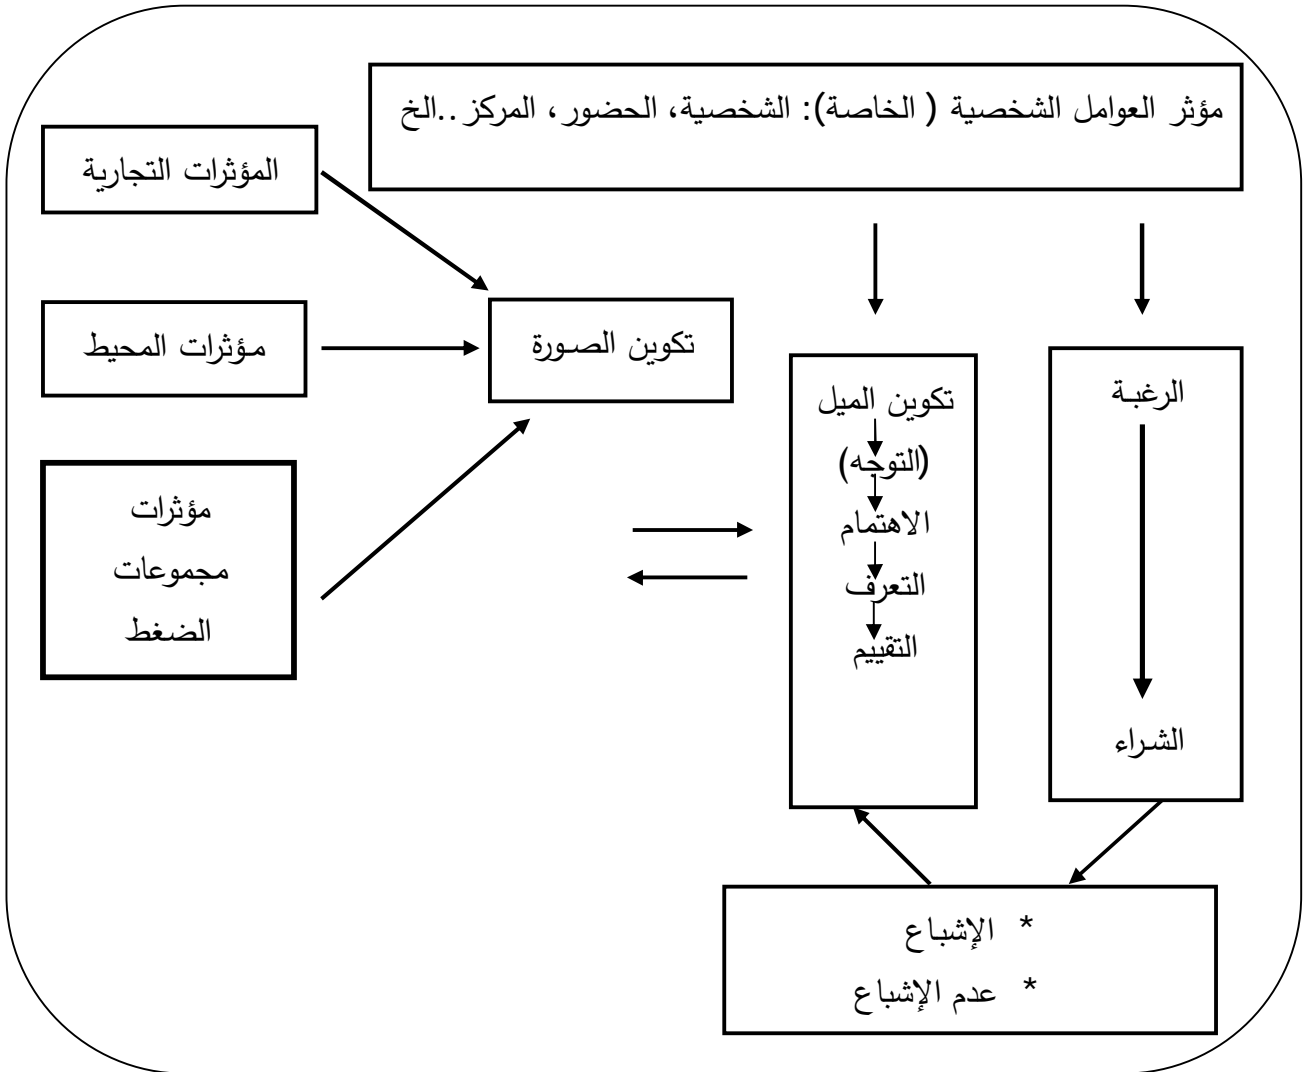 مؤثر العوامل الشخصية ( الخاصة): الشخصية، الحضور، المركز ..الخ
المؤثرات التجارية
مؤثرات المحيط
مؤثرات
مجموعات
الضغط
تكوين الصورة
تكوين الميل
(التوجه)
الاهتمام
التعرف
التقييم
الرغبة
الشراء
* الإشباع
* عدم الإشباع